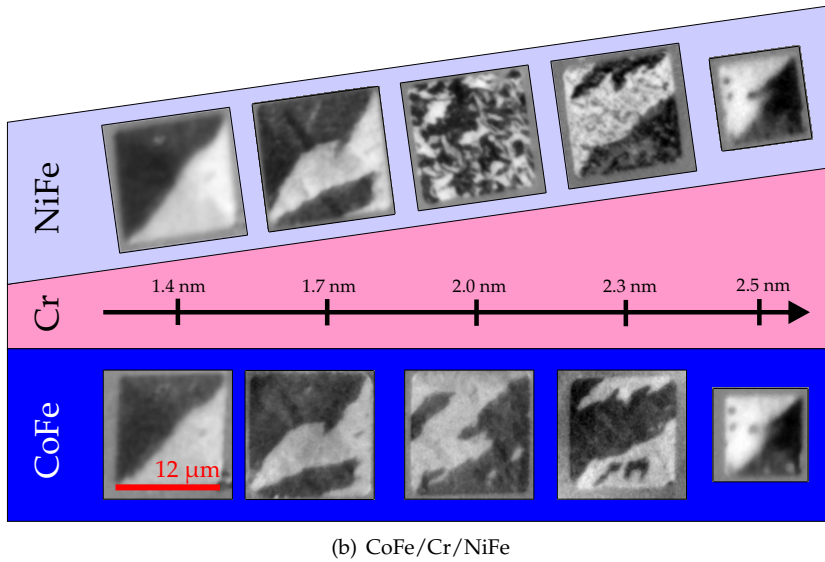 NiFe
1.4 nm
1.7 nm
2.0 nm
2.3 nm
2.5 nm
Cr
CoFe
12 μm
(b) CoFe/Cr/NiFe